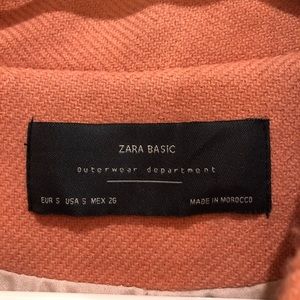 ZARA BASIC
Outerwear department
EUR S USA S MEX 26
MADE IN MOROCCO